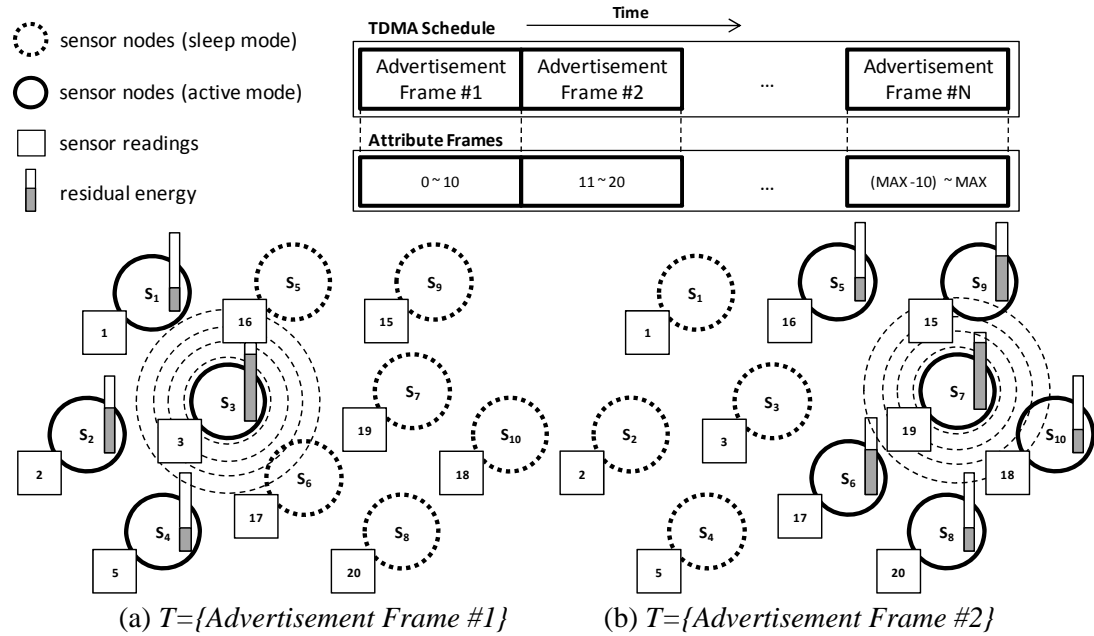 sensor nodes (sleep mode)
sensor nodes (active mode)
sensor readings
residual energy
Time
TDMA Schedule
Advertisement Frame #1
Advertisement Frame #2
...
Advertisement Frame #N
Attribute Frames
0 ~ 10
11 ~ 20
...
(MAX -10) ~ MAX
S1
1
S5
16
S9
15
S2
2
S3
3
S7
19
S10
18
S4
5
S6
17
S8
20
(a) T={Advertisement Frame #1}
S1
1
S5
16
S9
15
S2
2
S3
3
S7
19
S10
18
S4
5
S6
17
S8
20
(b) T={Advertisement Frame #2}